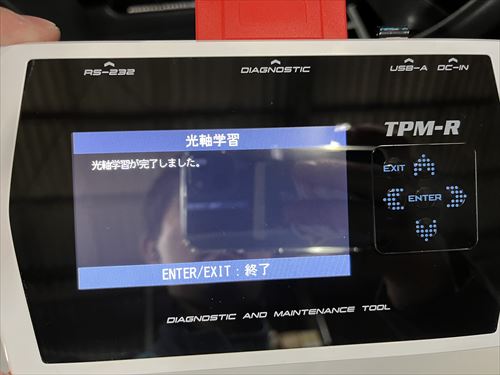 RS-232 DIAGNOSTIC USB-A DC-IN
TPM-R
光軸学習
光軸学習が完了しました。
EXIT
ENTER
ENTER/EXIT：終了
DIAGNOSTIC AND MAINTENANCE TOOL